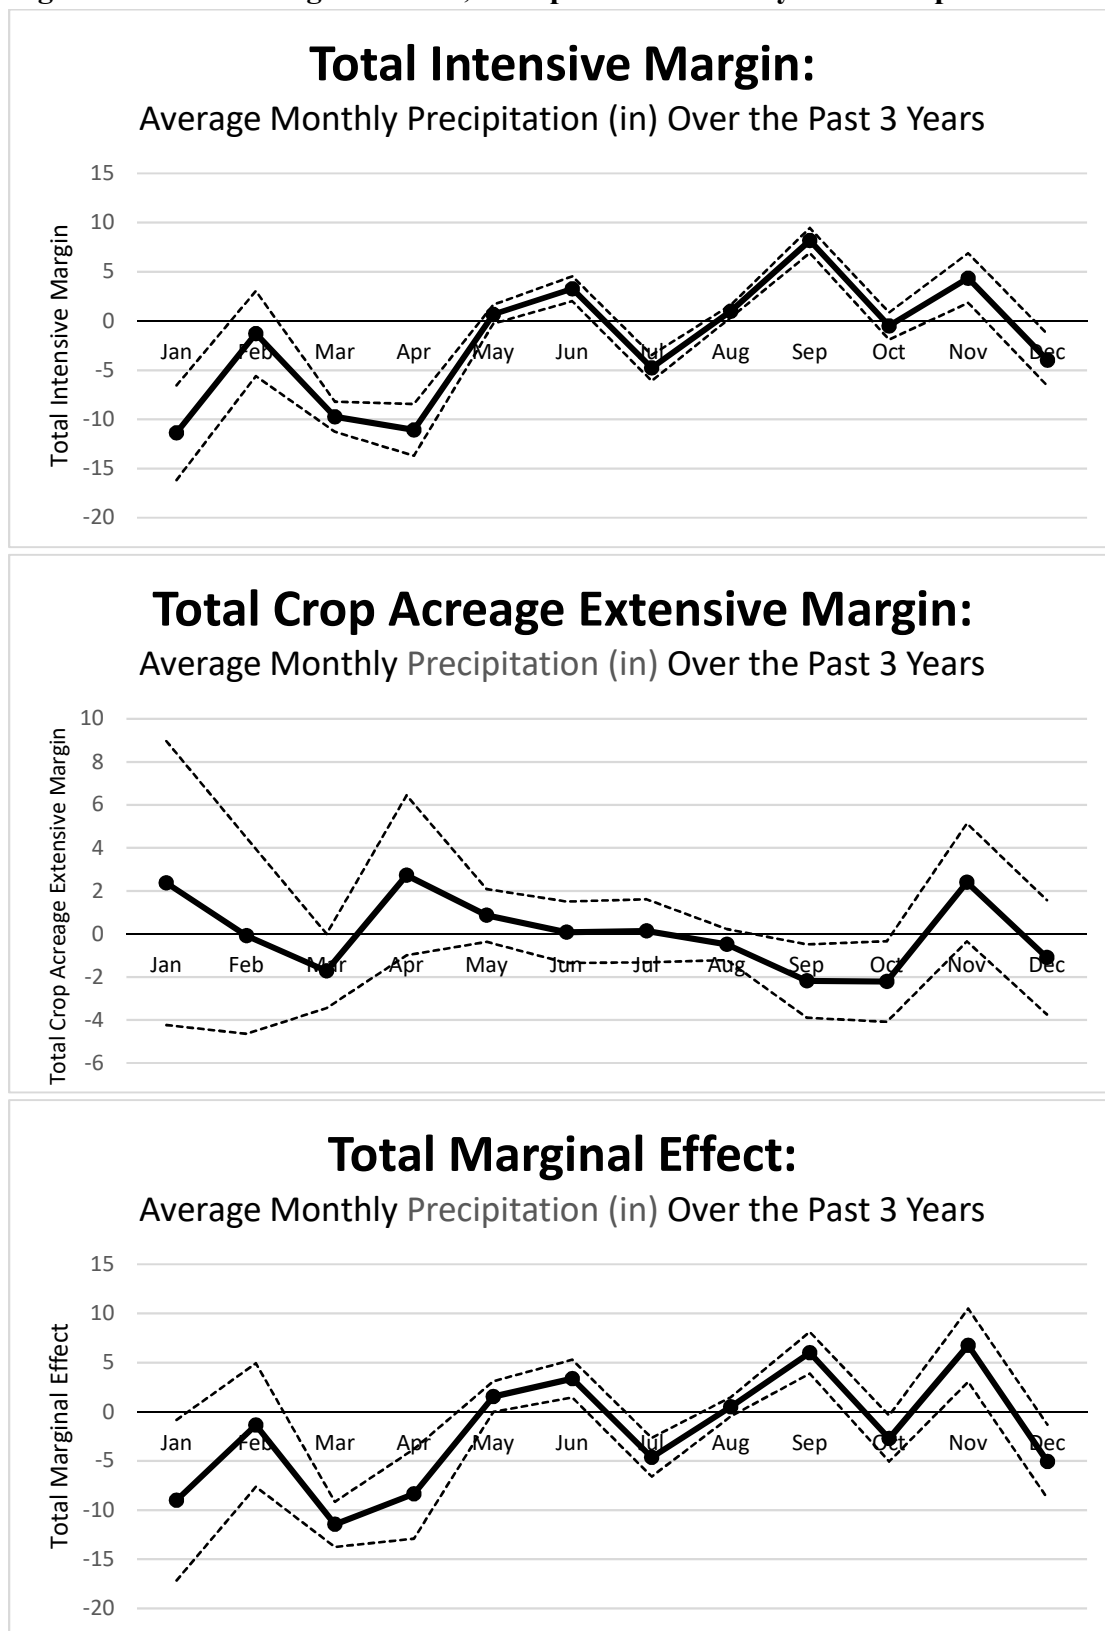 Total Intensive Margin:
Average Monthly Precipitation (in) Over the Past 3 Years
Total Intensive Margin
15
10
5
0
-5
-10
-15
-20
Jan Feb Mar Apr May Jun Jul Aug Sep Oct Nov Dec
Total Crop Acreage Extensive Margin:
Average Monthly Precipitation (in) Over the Past 3 Years
Total Crop Acreage Extensive Margin
10
8
6
4
2
0
-2
-4
-6
Jan Feb Mar Apr May Jun Jul Aug Sep Oct Nov Dec
Total Marginal Effect:
Average Monthly Precipitation (in) Over the Past 3 Years
Total Marginal Effect
15
10
5
0
-5
-10
-15
-20
Jan Feb Mar Apr May Jun Jul Aug Sep Oct Nov Dec